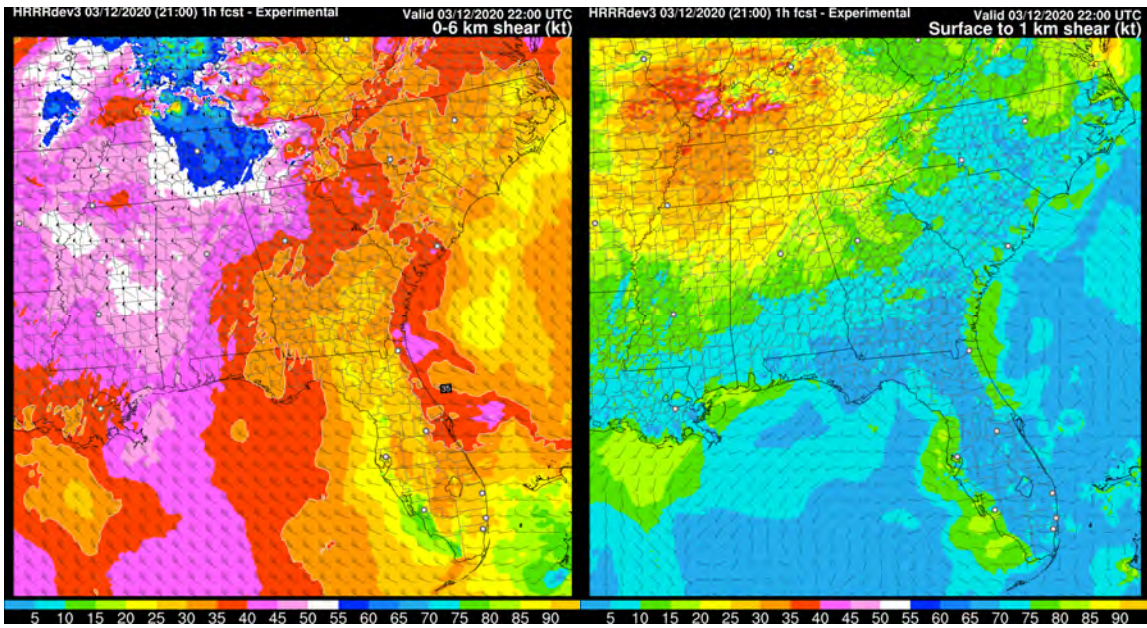 HRRRdev3 03/12/2020 (21:00) 1h fcst - Experimental Valid 03/12/2020 22:00 UTC
0-6 km shear (kt)
35
5 10 15 20 25 30 35 40 45 50 55 60 65 70 75 80 85 90
HRRRdev3 03/12/2020 (21:00) 1h fcst - Experimental Valid 03/12/2020 22:00 UTC
Surface to 1 km shear (kt)
5 10 15 20 25 30 35 40 45 50 55 60 65 70 75 80 85 90